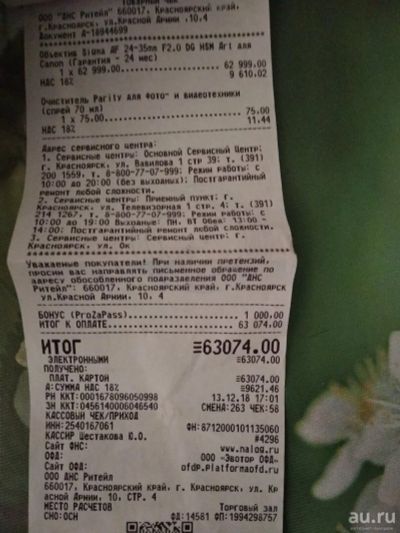 ТОВАРНЫЙ ЧЕК
ООО "ДНС Ритейл" 660017, Красноярский край,
г.Красноярск, ул.Красной Армии ,10.4
Документ А-18944699
Объектив Sigma AF 24-35mm F2.0 DG HSM Art для
Canon (Гарантия - 24 мес)
1 x 62 999.00 62 999.00
НДС 18% 9 610.02
Очиститель Parity для фото- и видеотехники
(спрей 70 мл)
1 x 75.00 75.00
НДС 18% 11.44
Адрес сервисного центра:
1. Сервисные центры: Основной Сервисный Центр;
г. Красноярск, ул. Вавилова 1 стр 39; т. (391)
200 1559, т. 8-800-77-07-999; Режим работы: С
10:00 до 20:00 (без выходных); Постгарантийный
ремонт любой сложности.
2. Сервисные центры: Приемный пункт; г.
Красноярск, ул. Телевизорная 1 стр. 4; т. (391)
214 1267, т. 8-800-77-07-999; Режим работы: с
10:00 до 19:00 Выходной: ПН. ВТ Обед: 13:00 -
14:00; Постгарантийный ремонт любой сложности.
3. Сервисные центры: Сервисный центр; г.
Красноярск, ул. Ок
Уважаемые покупатели! При наличии претензий,
просим вас направлять письменное обращение по
адресу обособленного подразделения ООО "ДНС
Ритейл" 660017, Красноярский край, г.Красноярск
ул.Красной Армии, 10, 4
БОНУС (ProZaPass) 1 000,00
ИТОГ К ОПЛАТЕ 63 074.00
ИТОГ ≡63074.00
ЭЛЕКТРОННЫМИ ≡63074.00
ПОЛУЧЕНО:
ПЛАТ. КАРТОЙ ≡63074.00
А:СУММА НДС 18% ≡9621.46
РН ККТ:0001678096050998 13.12.18 17:01
ЗН ККТ:0456140006046540 СМЕНА:263 ЧЕК:58
КАССОВЫЙ ЧЕК/ПРИХОД
ИНН:2540167061 ФН:8712000101135060
КАССИР Шестакова Ю.О. #4296
Сайт ФНС: www.nalog.ru
ОФД: ООО «Эвотор ОФД»
Сайт ОФД: ofdp.platformaofd.ru
ООО ДНС Ритейл
660017, Красноярский край, г. Красноярск, ул. Кр
асной Армии, 10, СТР. 4
МЕСТО РАСЧЕТОВ Торговый зал
СНО:ОСН ФД:14581 ФП:1994298757
au.ru